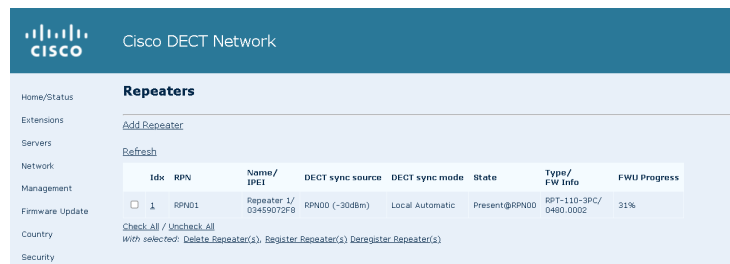 CISCO
Cisco DECT Network
Home/Status
Extensions
Servers
Network
Management
Firmware Update
Country
Security
Repeaters
Add Repeater
Refresh
Idx RPN Name/ IPEI DECT sync source DECT sync mode State Type/ FW Info FWU Progress
1 RPN01 Repeater 1/ 03459072F8 RPN00 (-30dBm) Local Automatic Present@RPN00 RPT-110-3PC/ 0480.0002 31%
Check All / Uncheck All
With selected: Delete Repeater(s), Register Repeater(s) Deregister Repeater(s)